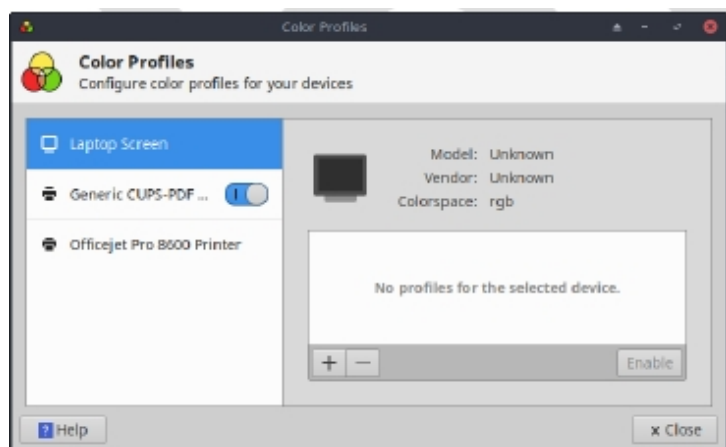 Color Profiles
Color Profiles
Configure color profiles for your devices
Laptop Screen
Generic CUPS-PDF ...
Officejet Pro 8600 Printer
Model: Unknown
Vendor: Unknown
Colorspace: rgb
No profiles for the selected device.
Enable
Help
x Close